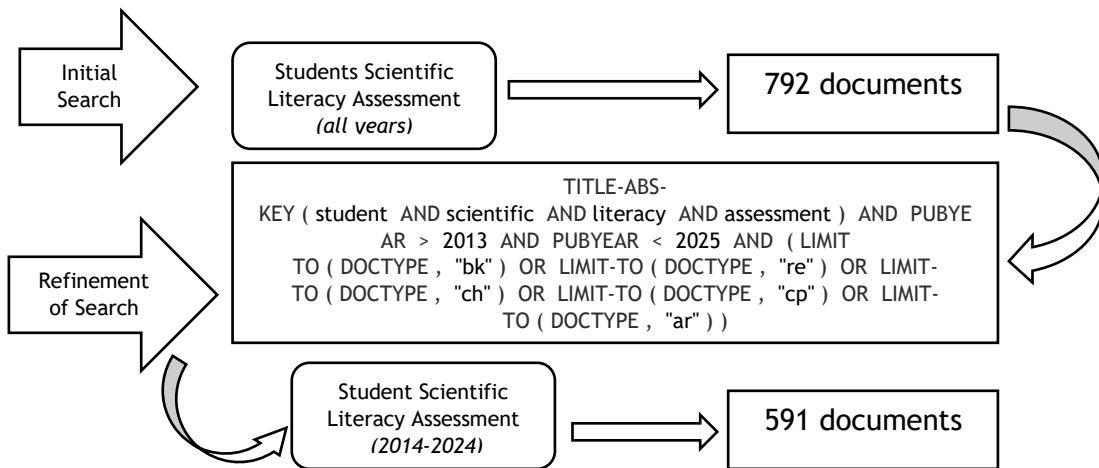 Initial
Search
Students Scientific
Literacy Assessment
(all years)
792 documents
TITLE-ABS-
KEY ( student AND scientific AND literacy AND assessment ) AND PUBYE
AR > 2013 AND PUBYEAR < 2025 AND ( LIMIT
TO ( DOCTYPE , "bk" ) OR LIMIT-TO ( DOCTYPE , "re" ) OR LIMIT-
TO ( DOCTYPE , "ch" ) OR LIMIT-TO ( DOCTYPE , "cp" ) OR LIMIT-
TO ( DOCTYPE , "ar" ) )
Refinement
of Search
Student Scientific
Literacy Assessment
(2014-2024)
591 documents